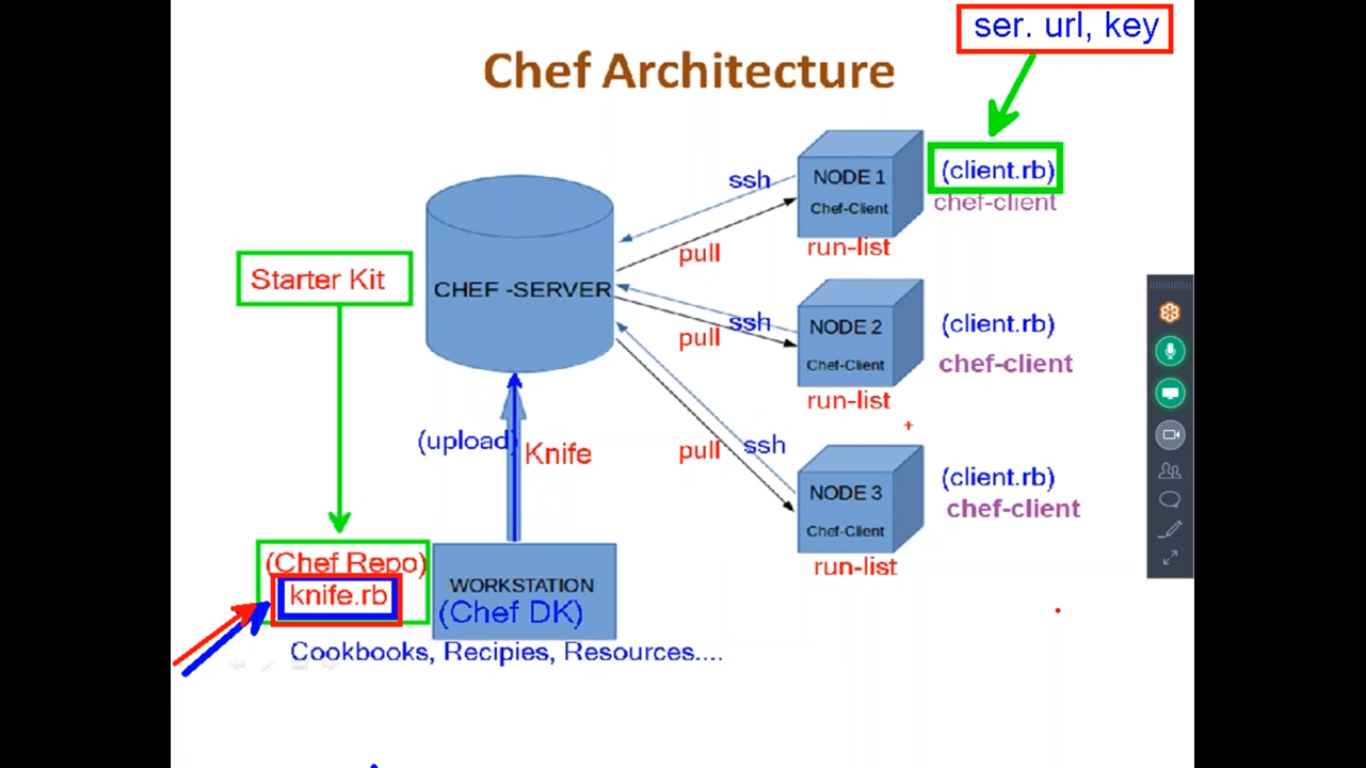 ser. url, key
Chef Architecture
ssh
NODE 1
Chef-Client
(client.rb)
chef-client
pull
run-list
Starter Kit
CHEF -SERVER
ssh
pull
NODE 2
Chef-Client
(client.rb)
chef-client
run-list
(upload)
Knife
pull
ssh
NODE 3
Chef-Client
(client.rb)
chef-client
run-list
(Chef Repo)
knife.rb
WORKSTATION
(Chef DK)
Cookbooks, Recipies, Resources....